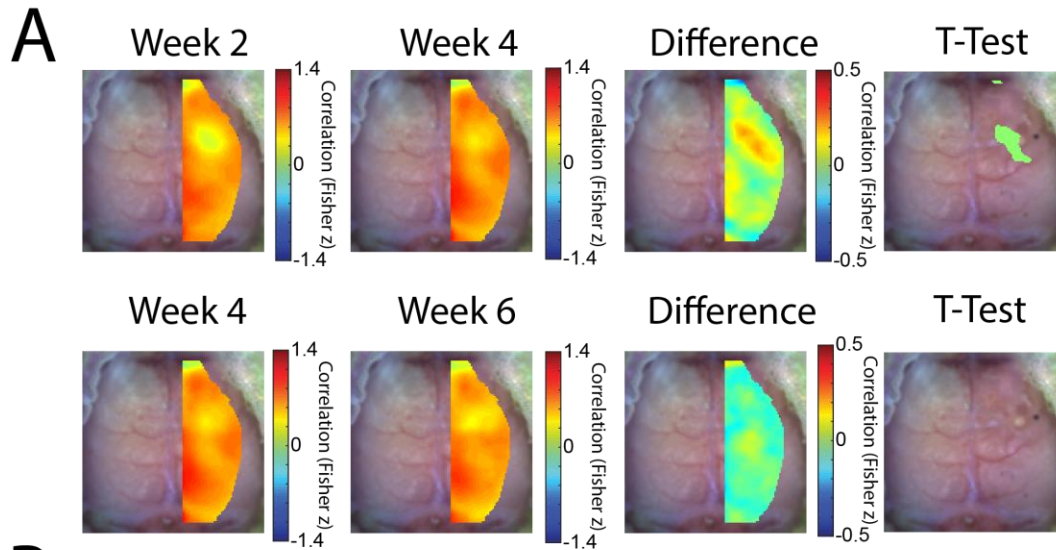 A
Week 2
Week 4
Difference
T-Test
1.4
0
-1.4
Correlation (Fisher z)
1.4
0
-1.4
Correlation (Fisher z)
0.5
0
-0.5
Correlation (Fisher z)
Week 4
Week 6
Difference
T-Test
1.4
0
-1.4
Correlation (Fisher z)
1.4
0
-1.4
Correlation (Fisher z)
0.5
0
-0.5
Correlation (Fisher z)